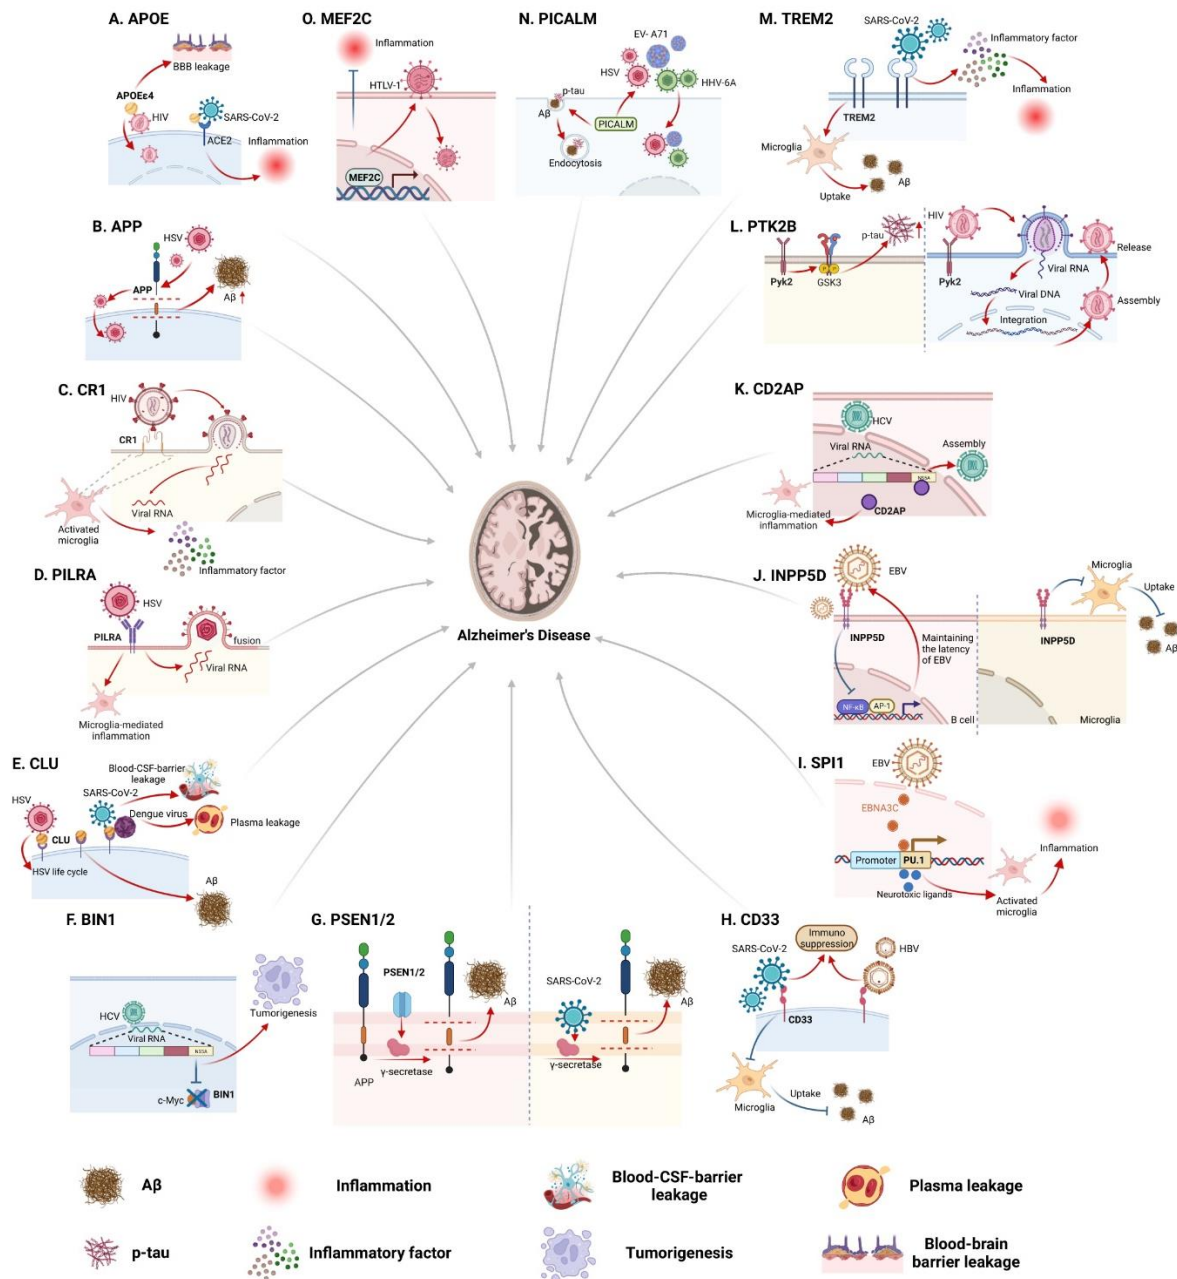 A. APOE
BBB leakage
APOEε4
HIV
SARS-CoV-2
ACE2
Inflammation
O. MEF2C
Inflammation
HTLV-1
MEF2C
N. PICALM
EV- A71
HSV
HHV-6A
p-tau
Aβ
PICALM
Endocytosis
M. TREM2
SARS-CoV-2
Inflammatory factor
Inflammation
TREM2
Microglia
Uptake
Aβ
B. APP
HSV
APP
Aβ
L. PTK2B
p-tau
Pyk2
GSK3
P
P
HIV
Pyk2
Viral RNA
Release
Viral DNA
Integration
Assembly
C. CR1
HIV
CR1
Viral RNA
Activated
microglia
Inflammatory factor
K. CD2AP
HCV
Viral RNA
Assembly
NS5A
CD2AP
Microglia-mediated
inflammation
D. PILRA
HSV
PILRA
fusion
Viral RNA
Microglia-mediated
inflammation
Alzheimer's Disease
J. INPP5D
EBV
INPP5D
Maintaining
the latency
of EBV
NF-κB
AP-1
B cell
Microglia
Uptake
INPP5D
Aβ
Microglia
E. CLU
Blood-CSF-barrier
leakage
SARS-CoV-2
HSV
Dengue virus
Plasma leakage
CLU
HSV life cycle
Aβ
I. SPI1
EBV
EBNA3C
Promoter
PU.1
Neurotoxic ligands
Activated
microglia
Inflammation
F. BIN1
HCV
Viral RNA
Tumorigenesis
NS5A
c-Myc
BIN1
G. PSEN1/2
PSEN1/2
Aβ
APP
γ-secretase
SARS-CoV-2
Aβ
γ-secretase
H. CD33
SARS-CoV-2
Immuno
suppression
HBV
CD33
Microglia
Uptake
Aβ
Aβ
Inflammation
Blood-CSF-barrier
leakage
Plasma leakage
p-tau
Inflammatory factor
Tumorigenesis
Blood-brain
barrier leakage